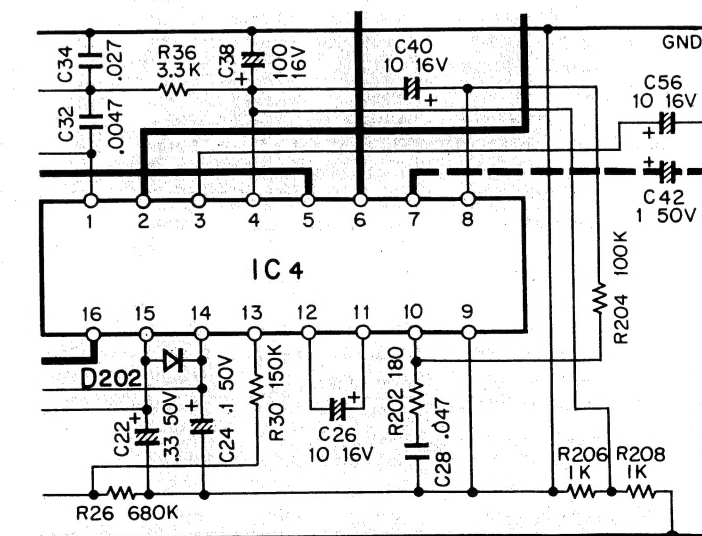 GND
C34
.027
R36
3.3K
C38
100
16V
+
C40
10 16V
+
C56
10 16V
+
C32
.0047
+
C42
1 50V
1 2 3 4 5 6 7 8
IC4
100K
R204
16 15 14 13 12 11 10 9
D202
+
C22
.33 50V
+
C24
.1 50V
R30 150K
+
C26
10 16V
R202 180
C28 .047
R206
1K
R208
1K
R26 680K